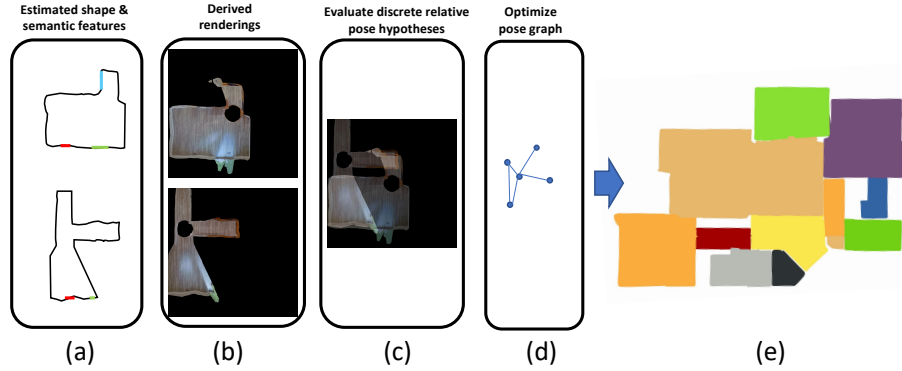 Estimated shape &
semantic features
Derived
renderings
Evaluate discrete relative
pose hypotheses
Optimize
pose graph
(a)
(b)
(c)
(d)
(e)